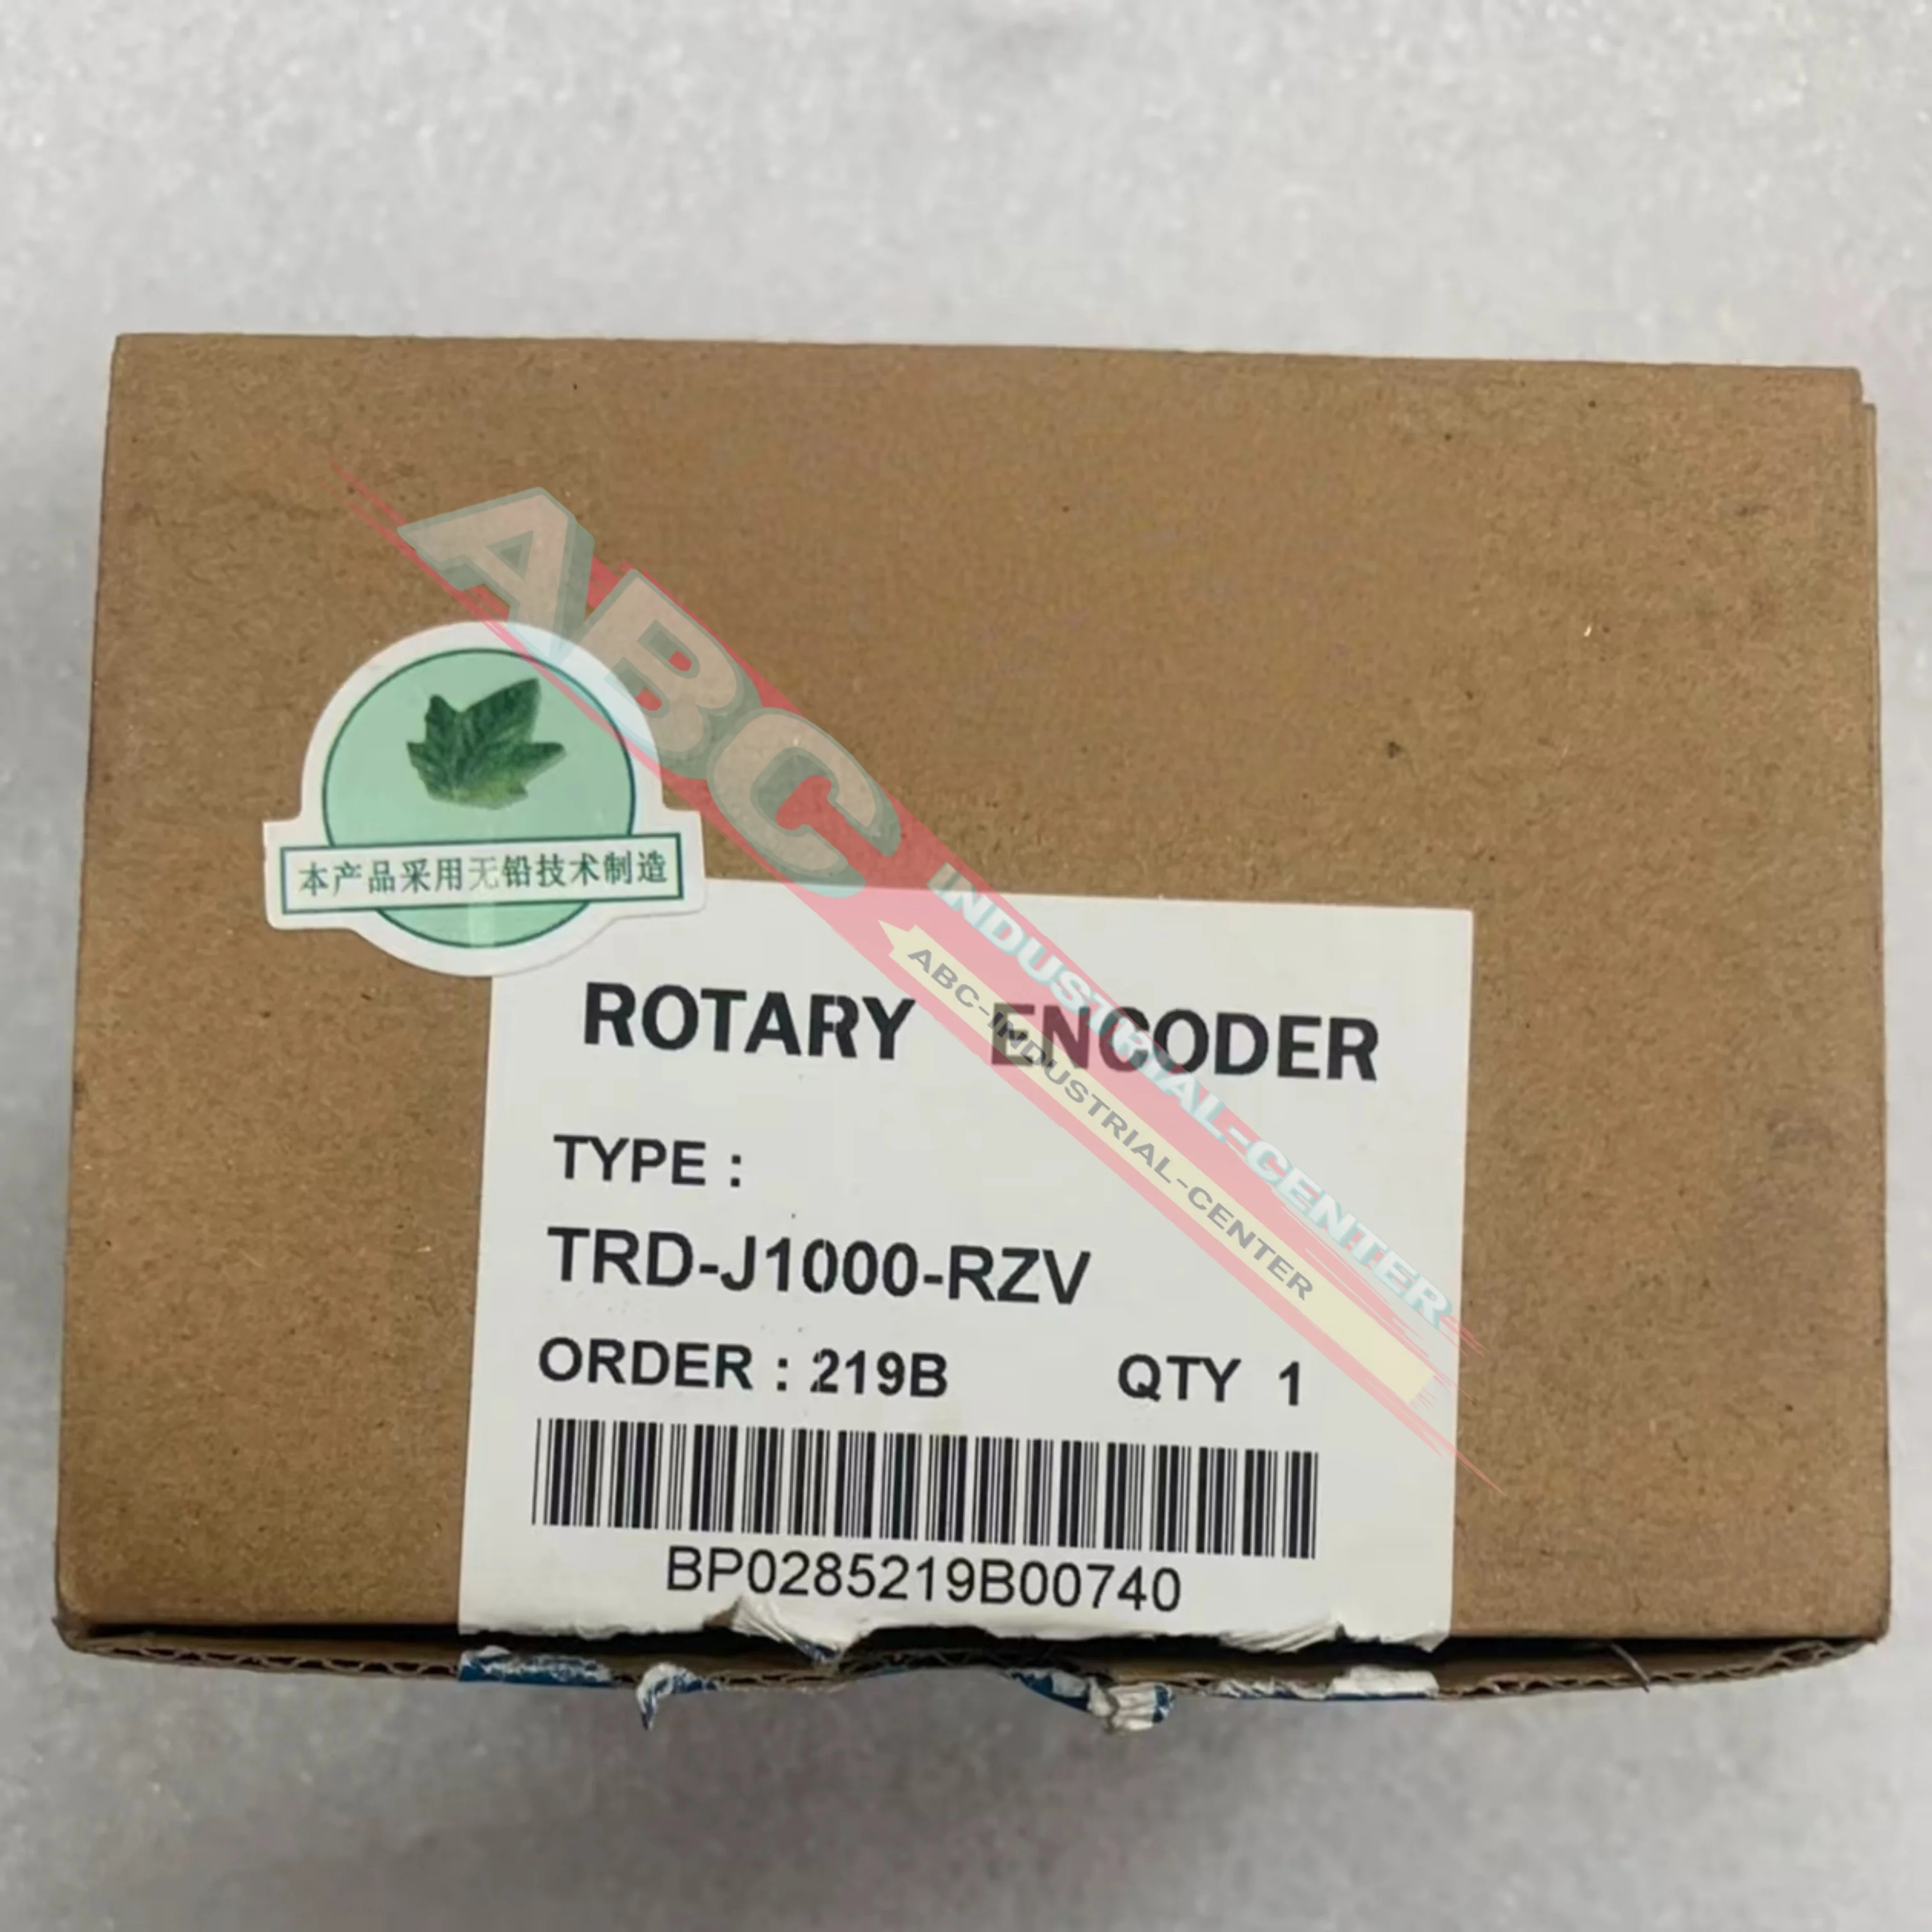 ABC
INDUSTRIAL-CENTER
ABC-INDUSTRIAL-CENTER
本产品采用无铅技术制造
ROTARY ENCODER
TYPE :
TRD-J1000-RZV
ORDER : 219B QTY 1
BP0285219B00740